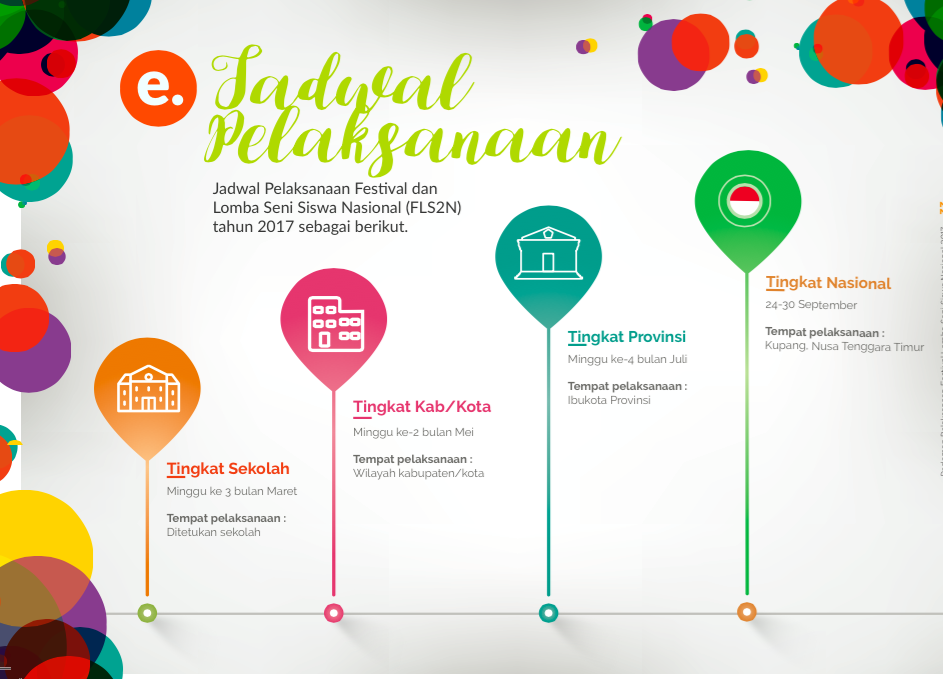 e.
Jadwal
Pelaksanaan
Jadwal Pelaksanaan Festival dan
Lomba Seni Siswa Nasional (FLS2N)
tahun 2017 sebagai berikut.
Tingkat Sekolah
Minggu ke 3 bulan Maret
Tempat pelaksanaan :
Ditetukan sekolah
Tingkat Kab/Kota
Minggu ke-2 bulan Mei
Tempat pelaksanaan :
Wilayah kabupaten/kota
Tingkat Provinsi
Minggu ke-4 bulan Juli
Tempat pelaksanaan :
Ibukota Provinsi
Tingkat Nasional
24-30 September
Tempat pelaksanaan :
Kupang, Nusa Tenggara Timur